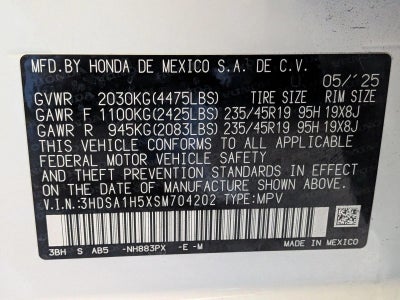 MFD.BY HONDA DE MEXICO S.A. DE C.V.
05/'25
GVWR 2030KG(4475LBS) TIRE SIZE RIM SIZE
GAWR F 1100KG(2425LBS) 235/45R19 95H 19X8J
GAWR R 945KG(2083LBS) 235/45R19 95H 19X8J
THIS VEHICLE CONFORMS TO ALL APPLICABLE
FEDERAL MOTOR VEHICLE SAFETY AND THEFT
PREVENTION STANDARDS IN EFFECT ON THE
DATE OF MANUFACTURE SHOWN ABOVE.
V.I.N.:3HDSA1H5XSM704202 TYPE:MPV
3BH S AB5 -NH883PX -E -M MADE IN MEXICO